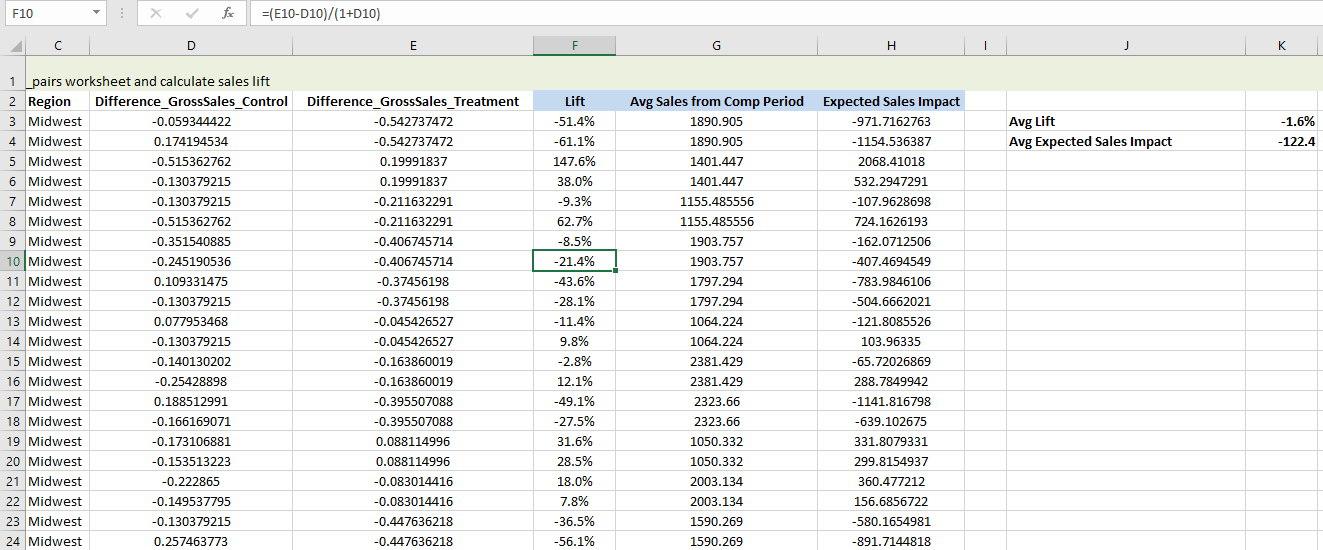 F10 fx =(E10-D10)/(1+D10)
C D E F G H I J K
1 _pairs worksheet and calculate sales lift
2 Region Difference_GrossSales_Control Difference_GrossSales_Treatment Lift Avg Sales from Comp Period Expected Sales Impact
3 Midwest -0.059344422 -0.542737472 -51.4% 1890.905 -971.7162763 Avg Lift -1.6%
4 Midwest 0.174194534 -0.542737472 -61.1% 1890.905 -1154.536387 Avg Expected Sales Impact -122.4
5 Midwest -0.515362762 0.19991837 147.6% 1401.447 2068.41018
6 Midwest -0.130379215 0.19991837 38.0% 1401.447 532.2947291
7 Midwest -0.130379215 -0.211632291 -9.3% 1155.485556 -107.9628698
8 Midwest -0.515362762 -0.211632291 62.7% 1155.485556 724.1626193
9 Midwest -0.351540885 -0.406745714 -8.5% 1903.757 -162.0712506
10 Midwest -0.245190536 -0.406745714 -21.4% 1903.757 -407.4694549
11 Midwest 0.109331475 -0.37456198 -43.6% 1797.294 -783.9846106
12 Midwest -0.130379215 -0.37456198 -28.1% 1797.294 -504.6662021
13 Midwest 0.077953468 -0.045426527 -11.4% 1064.224 -121.8085526
14 Midwest -0.130379215 -0.045426527 9.8% 1064.224 103.96335
15 Midwest -0.140130202 -0.163860019 -2.8% 2381.429 -65.72026869
16 Midwest -0.25428898 -0.163860019 12.1% 2381.429 288.7849942
17 Midwest 0.188512991 -0.395507088 -49.1% 2323.66 -1141.816798
18 Midwest -0.166169071 -0.395507088 -27.5% 2323.66 -639.102675
19 Midwest -0.173106881 0.088114996 31.6% 1050.332 331.8079331
20 Midwest -0.153513223 0.088114996 28.5% 1050.332 299.8154937
21 Midwest -0.222865 -0.083014416 18.0% 2003.134 360.477212
22 Midwest -0.149537795 -0.083014416 7.8% 2003.134 156.6856722
23 Midwest -0.130379215 -0.447636218 -36.5% 1590.269 -580.1654981
24 Midwest 0.257463773 -0.447636218 -56.1% 1590.269 -891.7144818